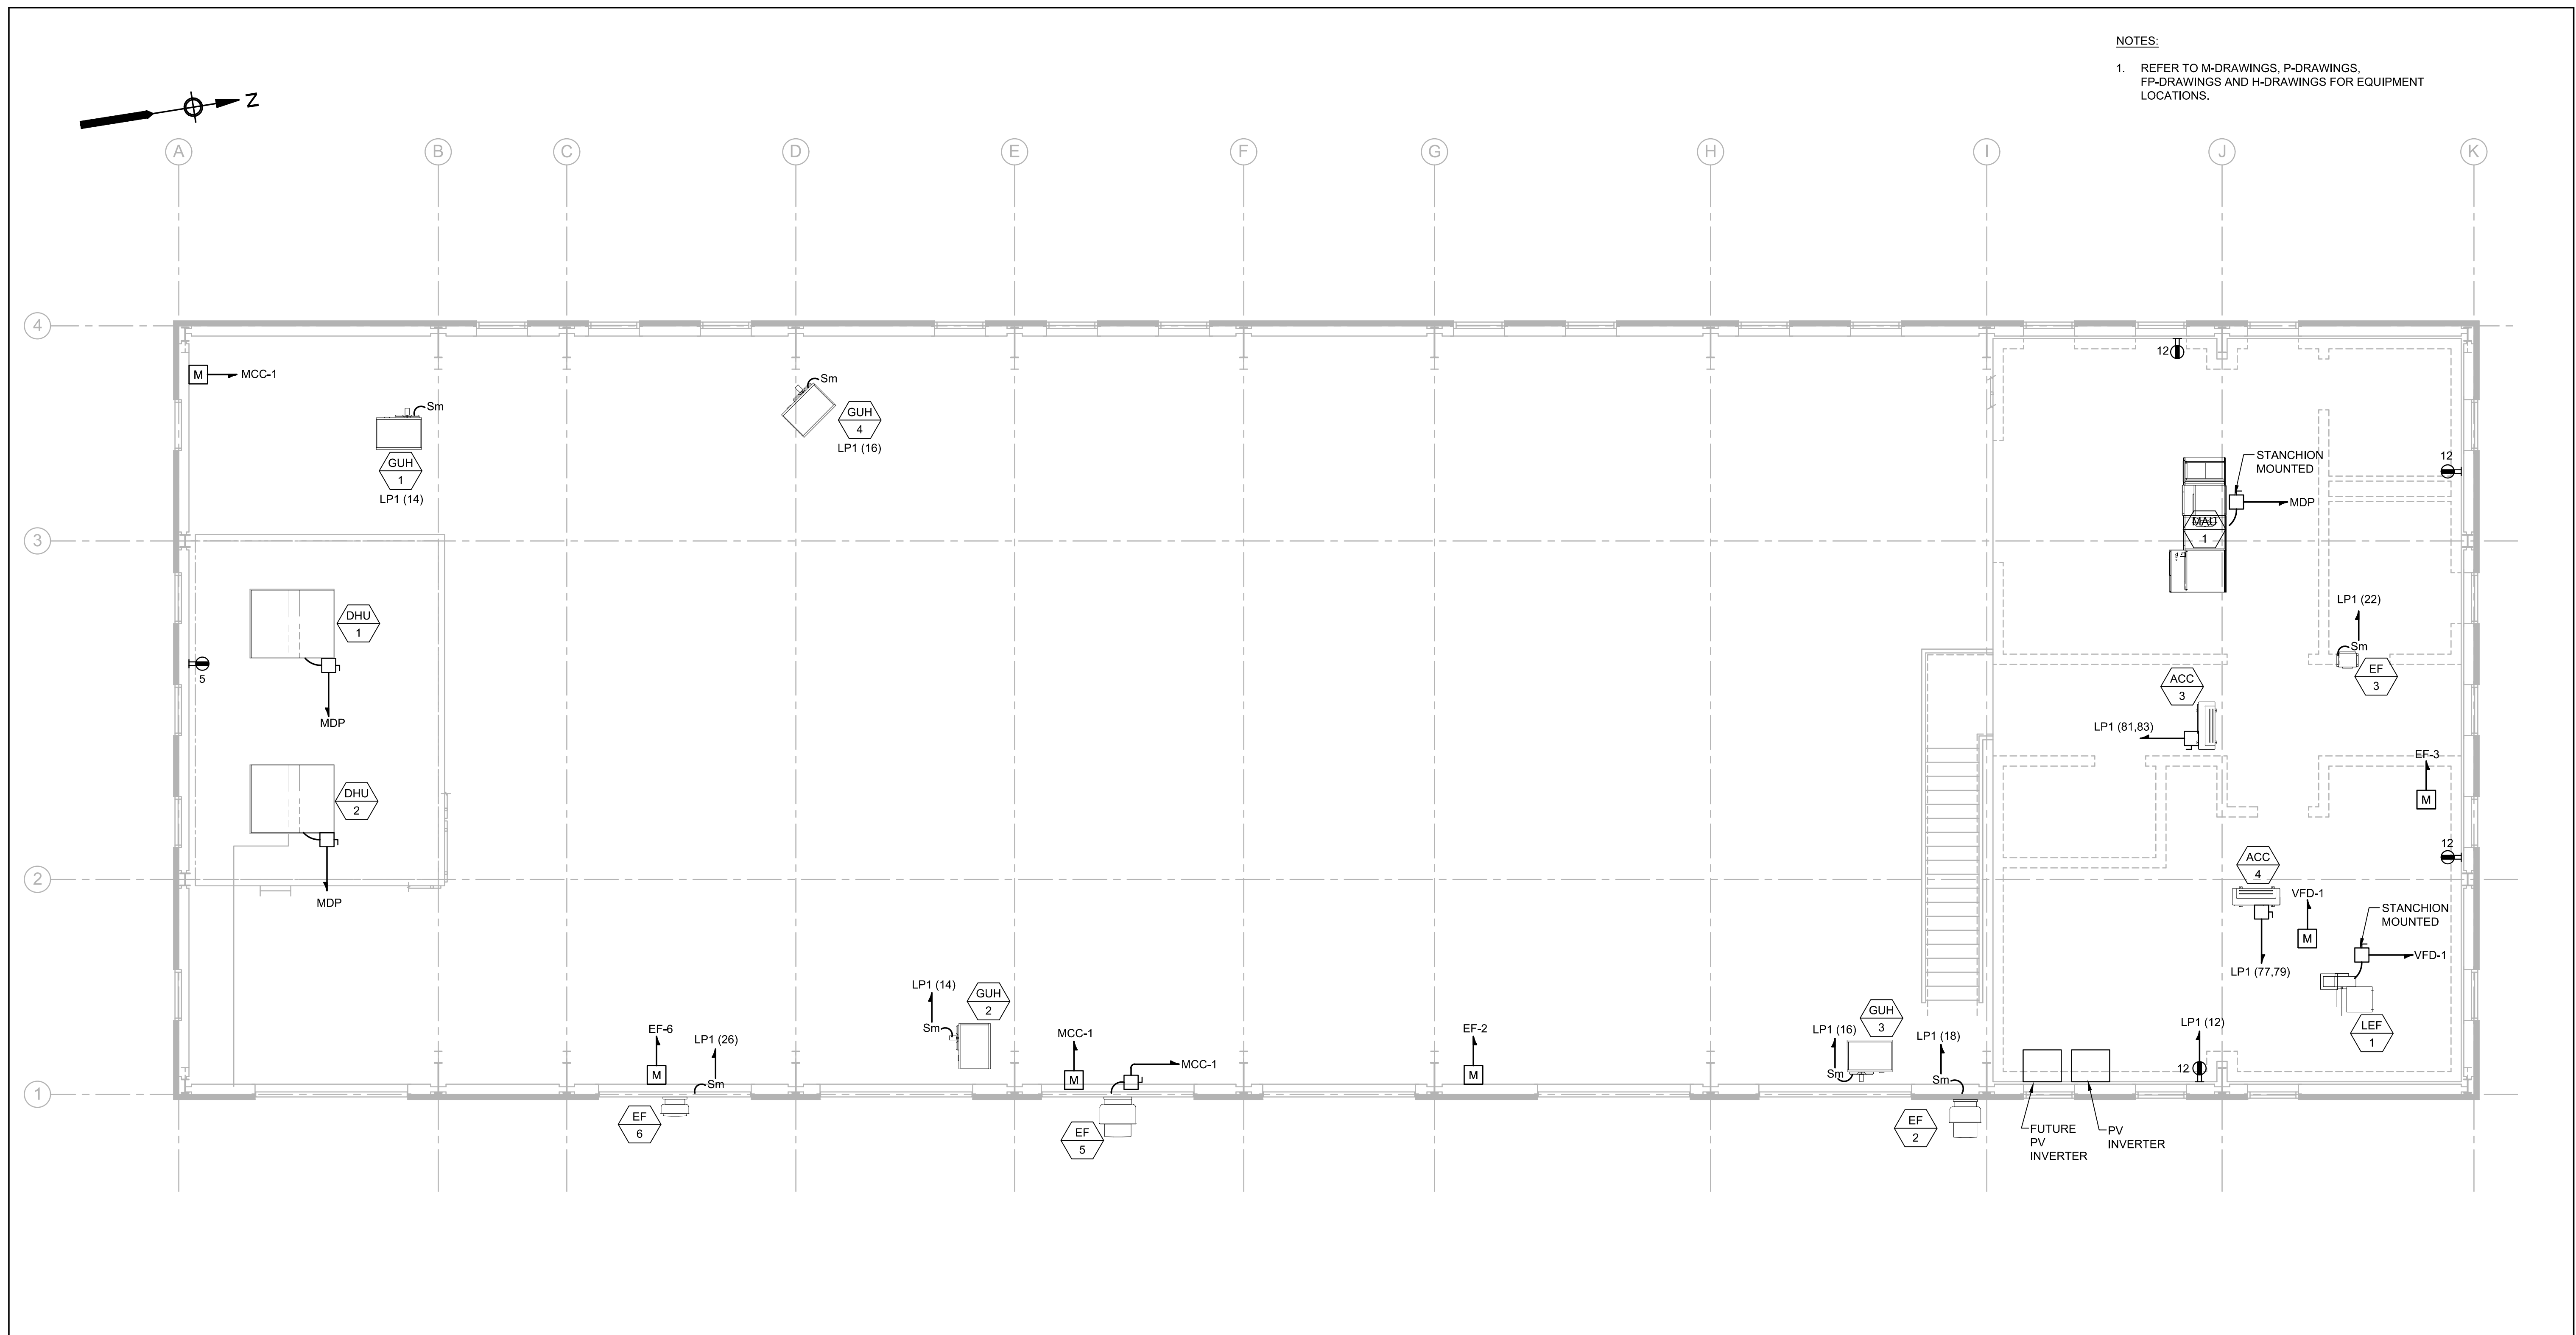 NOTES:
1. REFER TO M-DRAWINGS, P-DRAWINGS,
FP-DRAWINGS AND H-DRAWINGS FOR EQUIPMENT
LOCATIONS.
Z
A B C D E F G H I J K
4
12
M MCC-1
Sm
Sm
GUH
4
LP1 (16)
GUH
1
LP1 (14)
STANCHION
MOUNTED
12
MDP
MAU
1
3
DHU
1
5
MDP
LP1 (22)
Sm
EF
3
ACC
3
LP1 (81,83)
EF-3
M
DHU
2
MDP
12
2
ACC
4
VFD-1
M
LP1 (77,79)
STANCHION
MOUNTED
VFD-1
LEF
1
LP1 (14)
GUH
2
Sm
EF-6
M
LP1 (26)
Sm
MCC-1
M
MCC-1
EF-2
M
LP1 (16)
Sm
GUH
3
LP1 (18)
Sm
LP1 (12)
12
1
EF
6
EF
5
EF
2
FUTURE
PV
INVERTER
PV
INVERTER